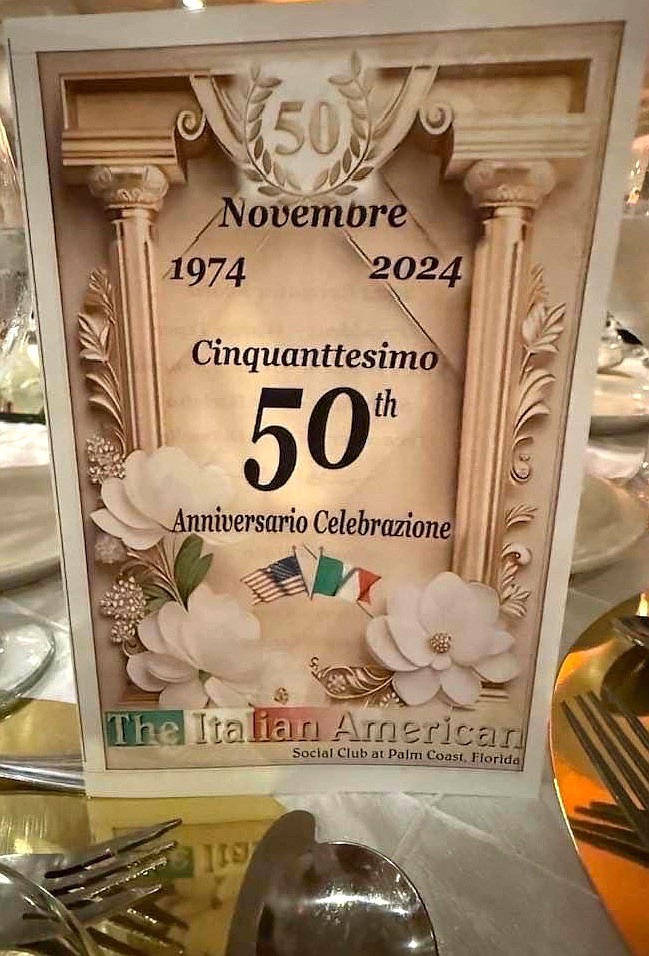 50
Novembre
1974 2024
Cinquanttesimo
50th
Anniversario Celebrazione
The Italian American
Social Club at Palm Coast, Florida